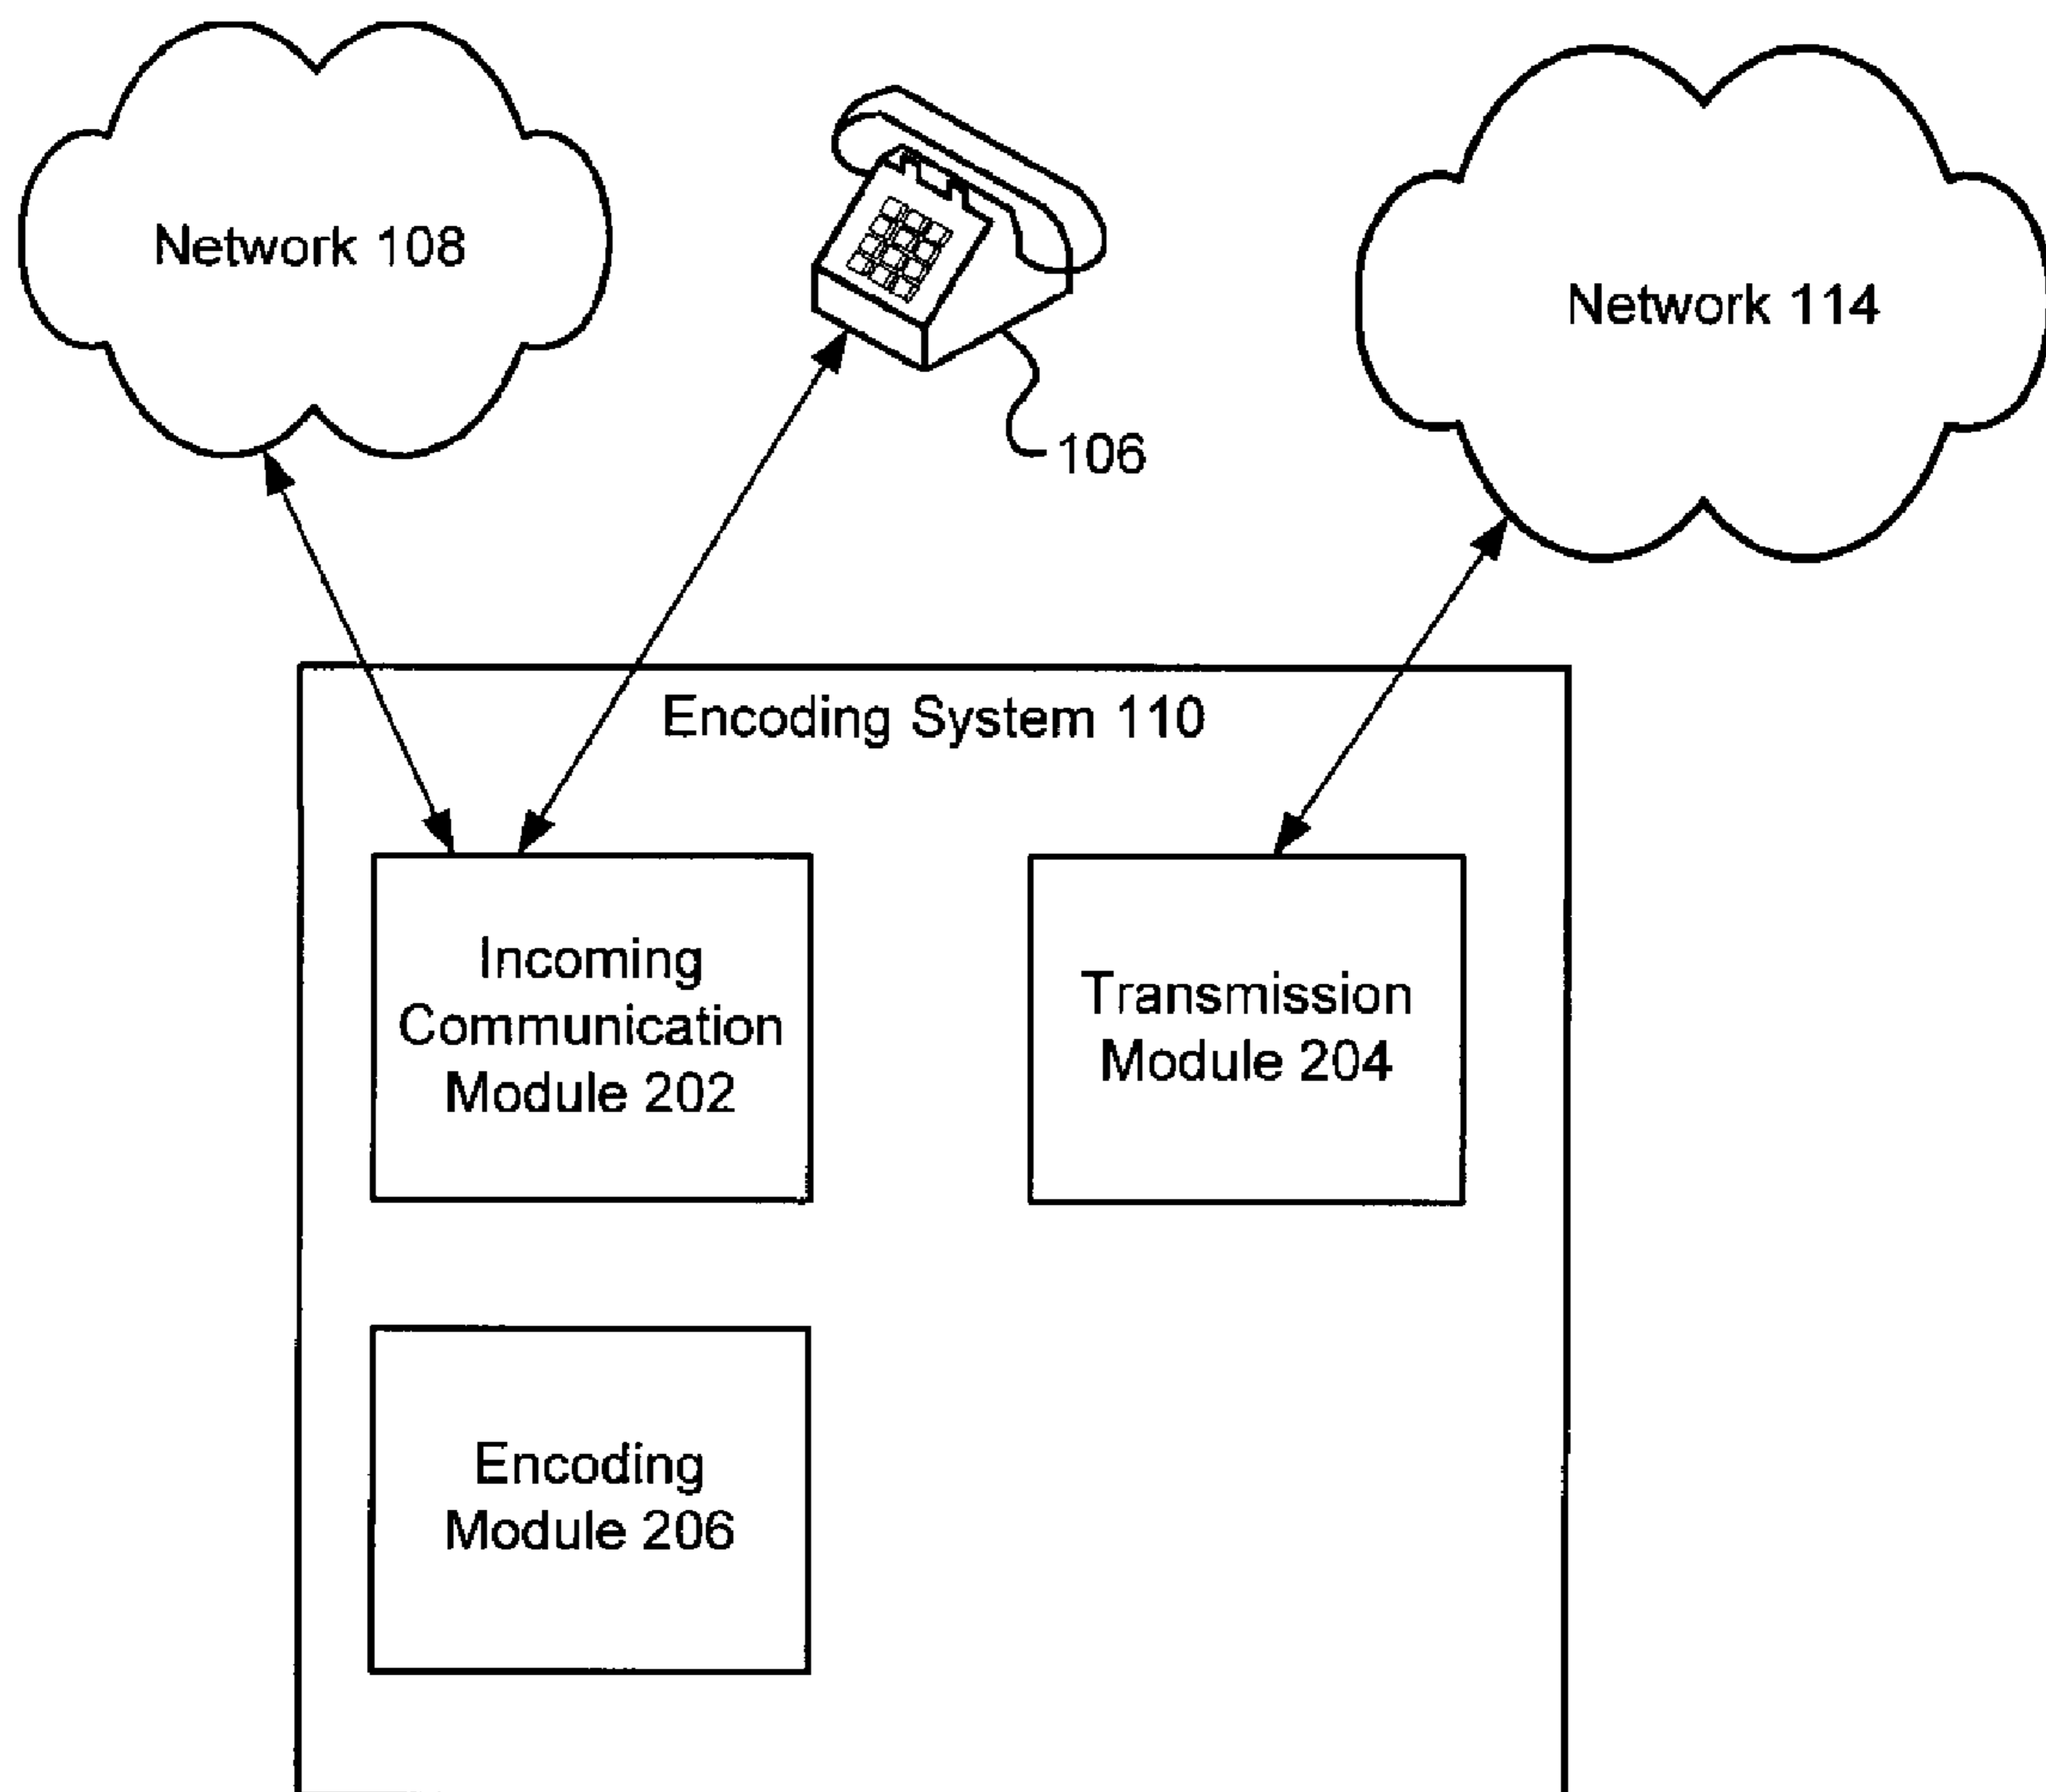 Network 108
Network 114
106
Encoding System 110
Incoming
Communication
Module 202
Transmission
Module 204
Encoding
Module 206